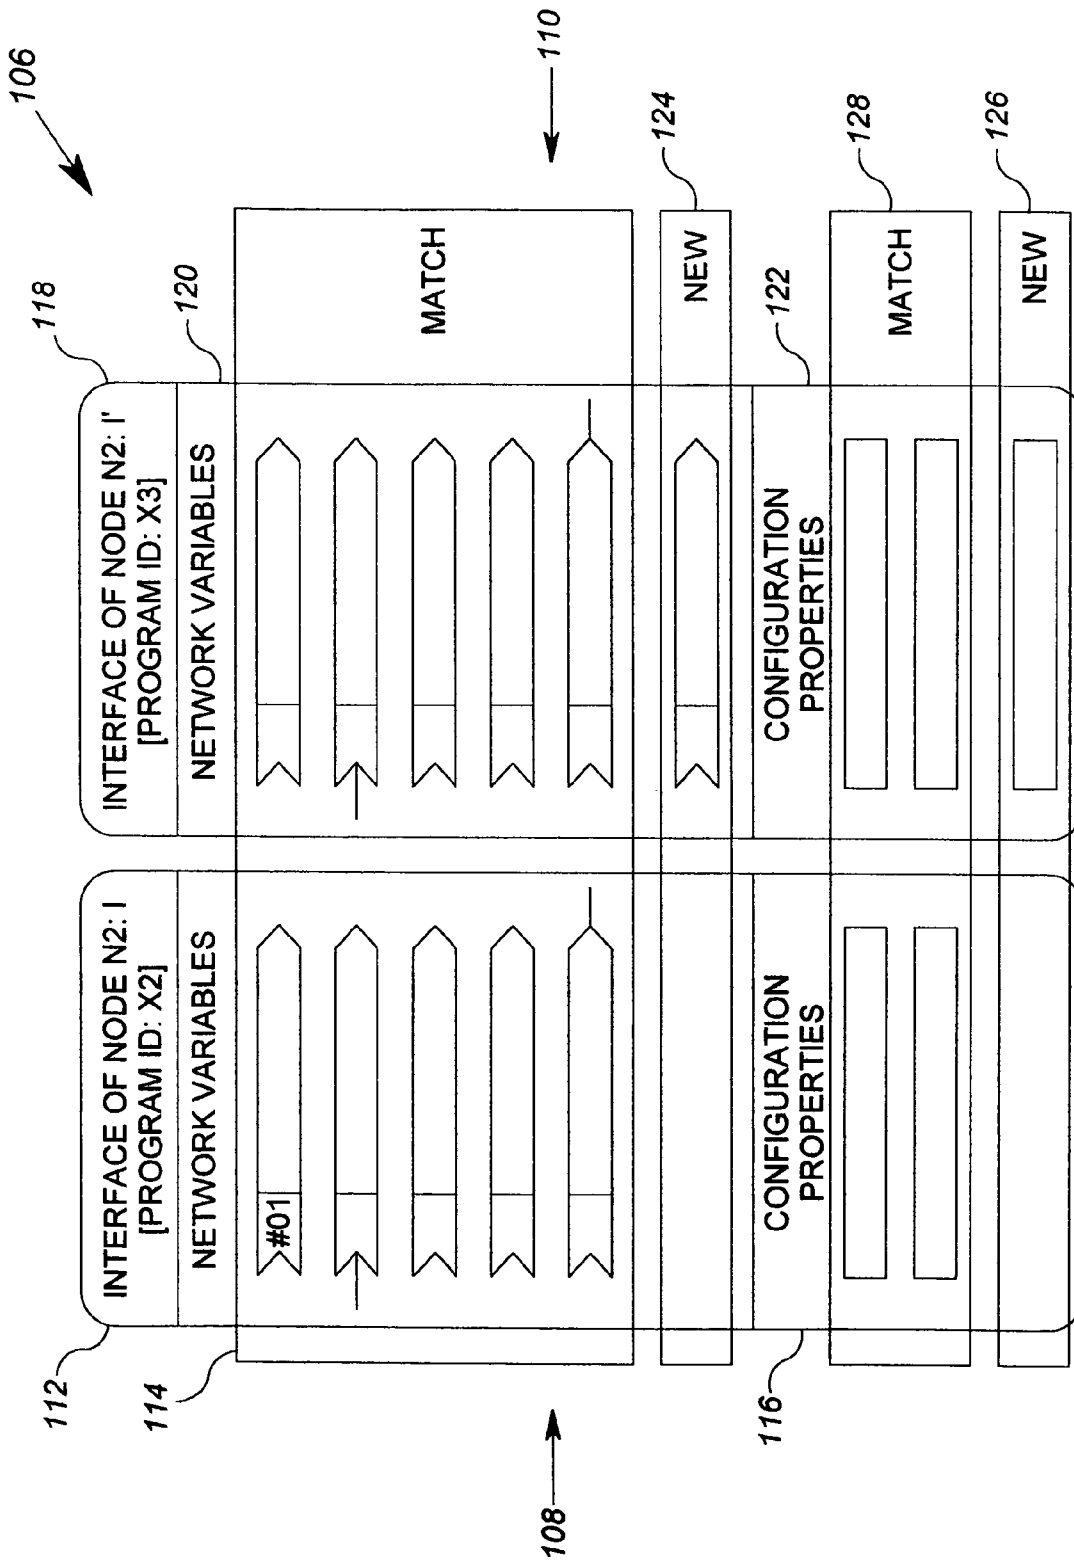 106
108
110
112
INTERFACE OF NODE N2: I
[PROGRAM ID: X2]
114
NETWORK VARIABLES
#01
116
CONFIGURATION
PROPERTIES
118
INTERFACE OF NODE N2: I'
[PROGRAM ID: X3]
120
NETWORK VARIABLES
122
CONFIGURATION
PROPERTIES
MATCH
124
NEW
128
MATCH
126
NEW